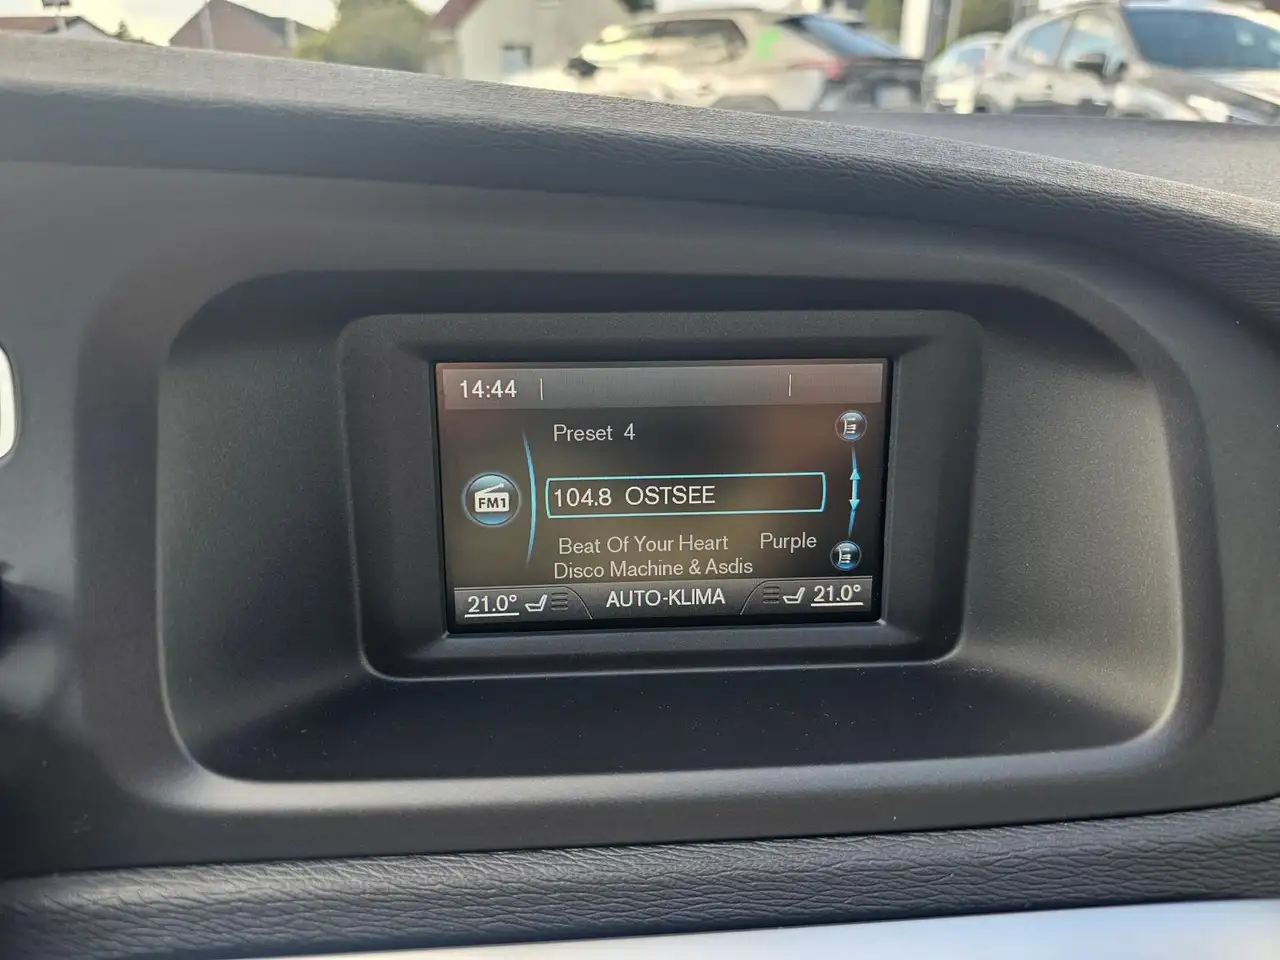 14:44
Preset 4
FM1
104.8 OSTSEE
Beat Of Your Heart Purple
Disco Machine & Asdis
21.0° AUTO-KLIMA 21.0°